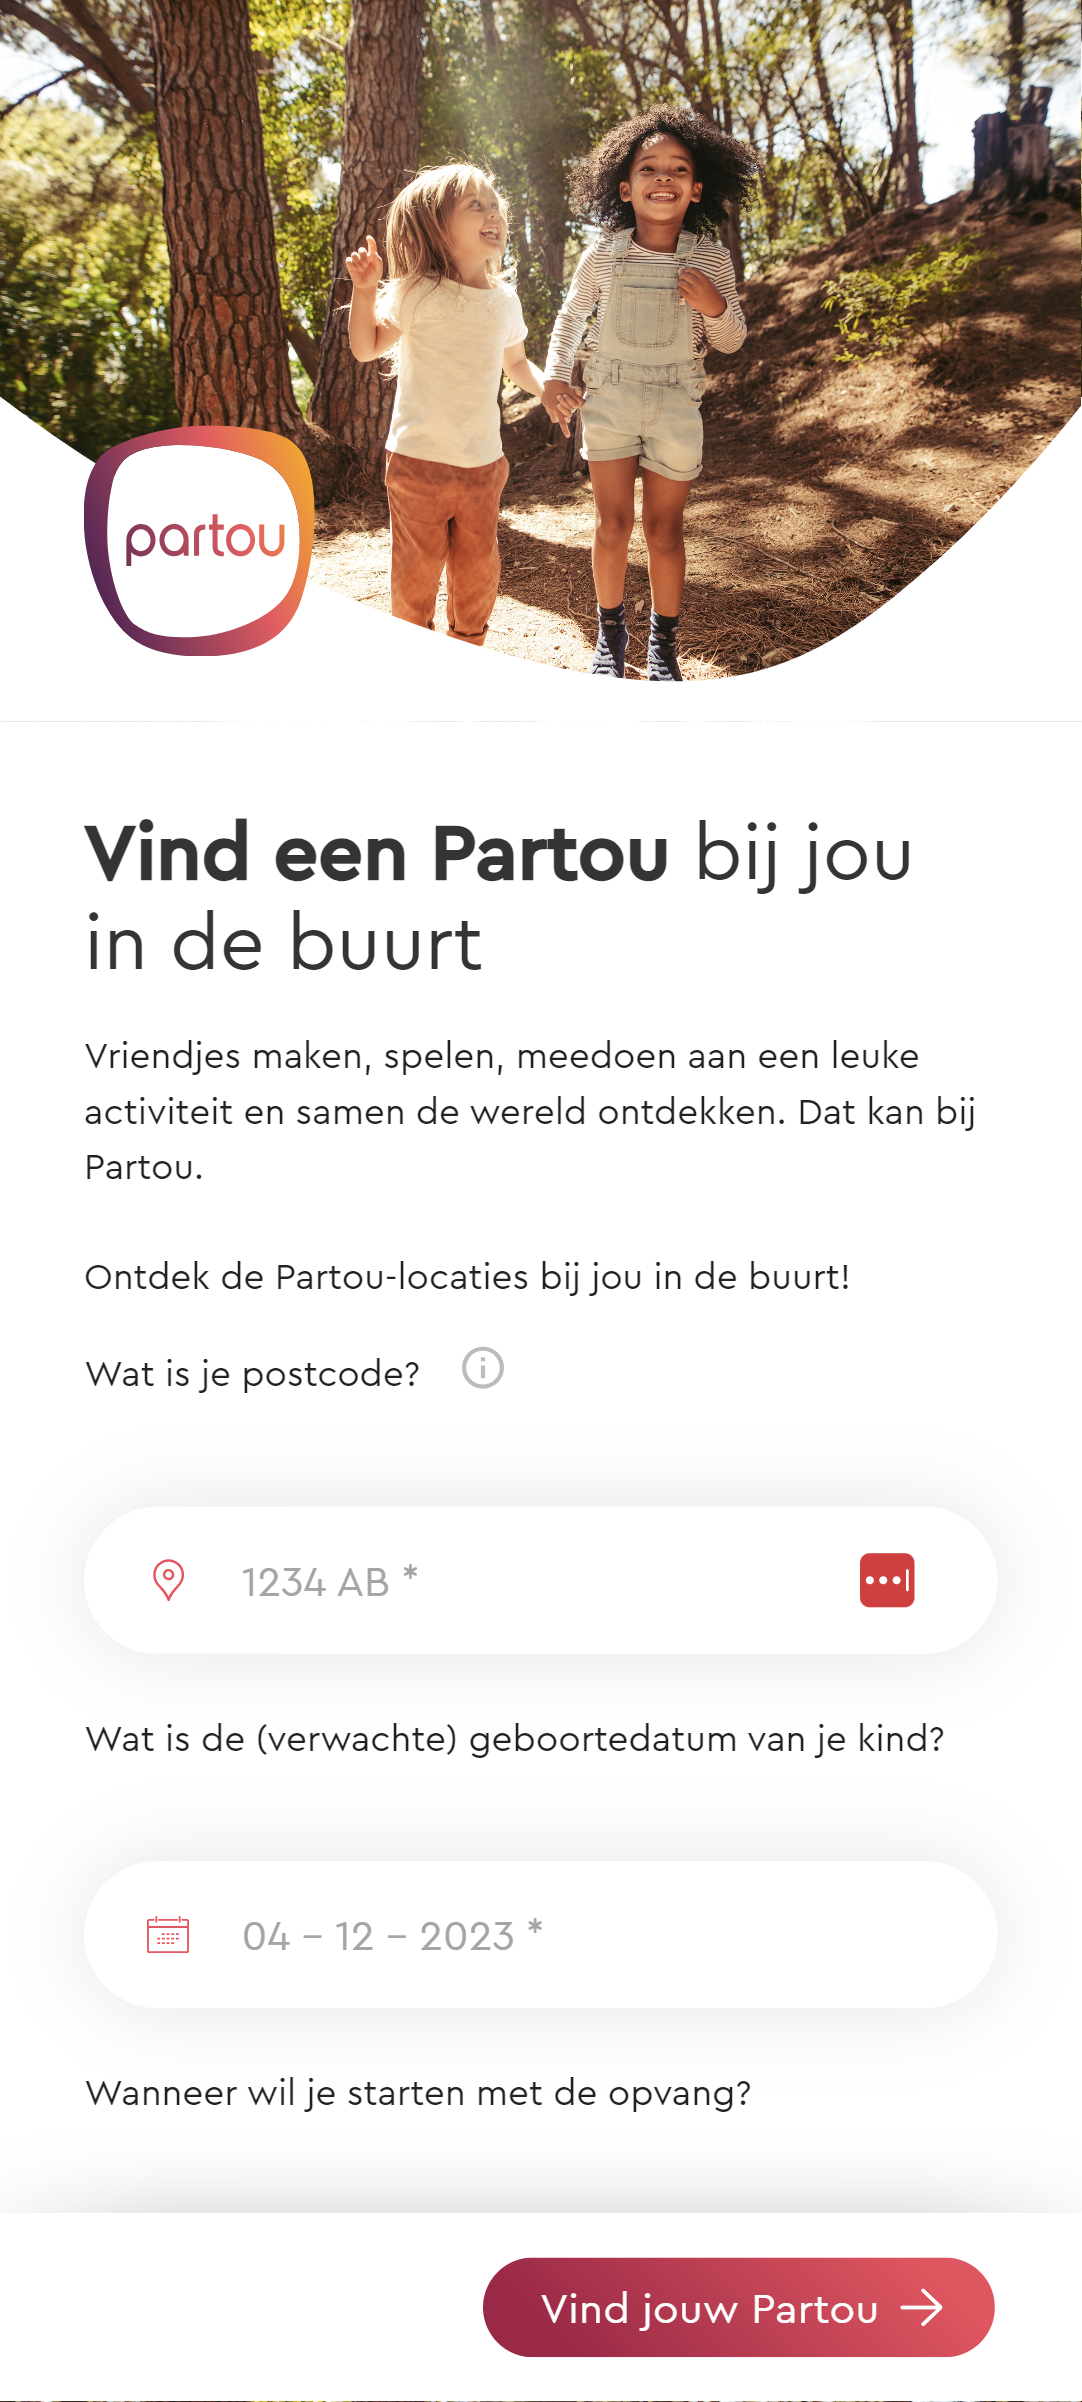 partou
Vind een Partou bij jou
in de buurt
Vriendjes maken, spelen, meedoen aan een leuke
activiteit en samen de wereld ontdekken. Dat kan bij
Partou.
Ontdek de Partou-locaties bij jou in de buurt!
Wat is je postcode?
1234 AB *
Wat is de (verwachte) geboortedatum van je kind?
04 – 12 – 2023 *
Wanneer wil je starten met de opvang?
Vind jouw Partou